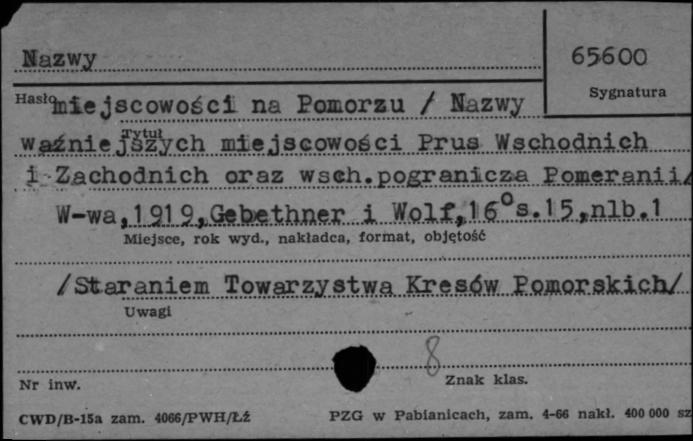 Nazwy
65600
Hasło
Sygnatura
miejscowości na Pomorzu / Nazwy
Tytuł
ważniejszych miejscowości Prus Wschodnich
i Zachodnich oraz wsch.pogranicza Pomeranii/
W-wa,1919,Gebethner i Wolf,16°s.15,nlb.1
Miejsce, rok wyd., nakładca, format, objętość
/Staraniem Towarzystwa Kresów Pomorskich/
Uwagi
8
Nr inw.
Znak klas.
CWD/B-15a zam. 4066/PWH/Łż
PZG w Pabianicach, zam. 4-66 nakł. 400 000 sz